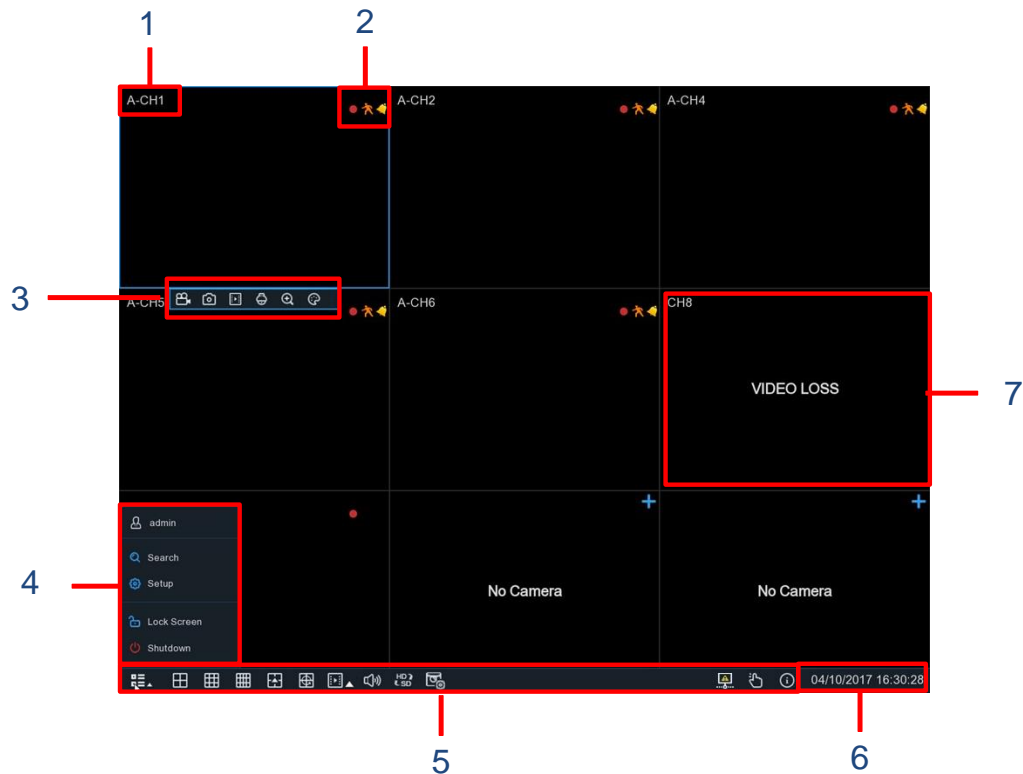 1
2
A-CH1
A-CH2
A-CH4
3
A-CH5
A-CH6
CH8
VIDEO LOSS
7
4
admin
Search
Setup
Lock Screen
Shutdown
No Camera
No Camera
HD
SD
04/10/2017 16:30:28
5
6